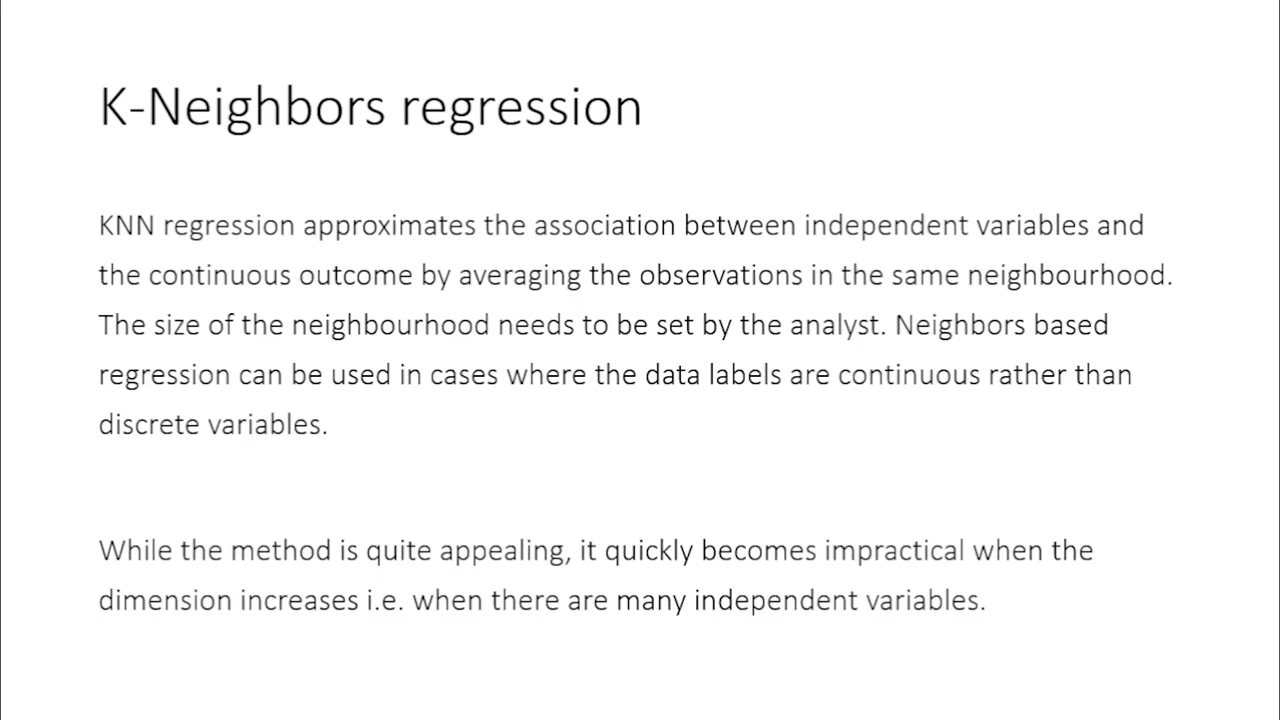 K-Neighbors regression
KNN regression approximates the association between independent variables and
the continuous outcome by averaging the observations in the same neighbourhood.
The size of the neighbourhood needs to be set by the analyst. Neighbors based
regression can be used in cases where the data labels are continuous rather than
discrete variables.
While the method is quite appealing, it quickly becomes impractical when the
dimension increases i.e. when there are many independent variables.